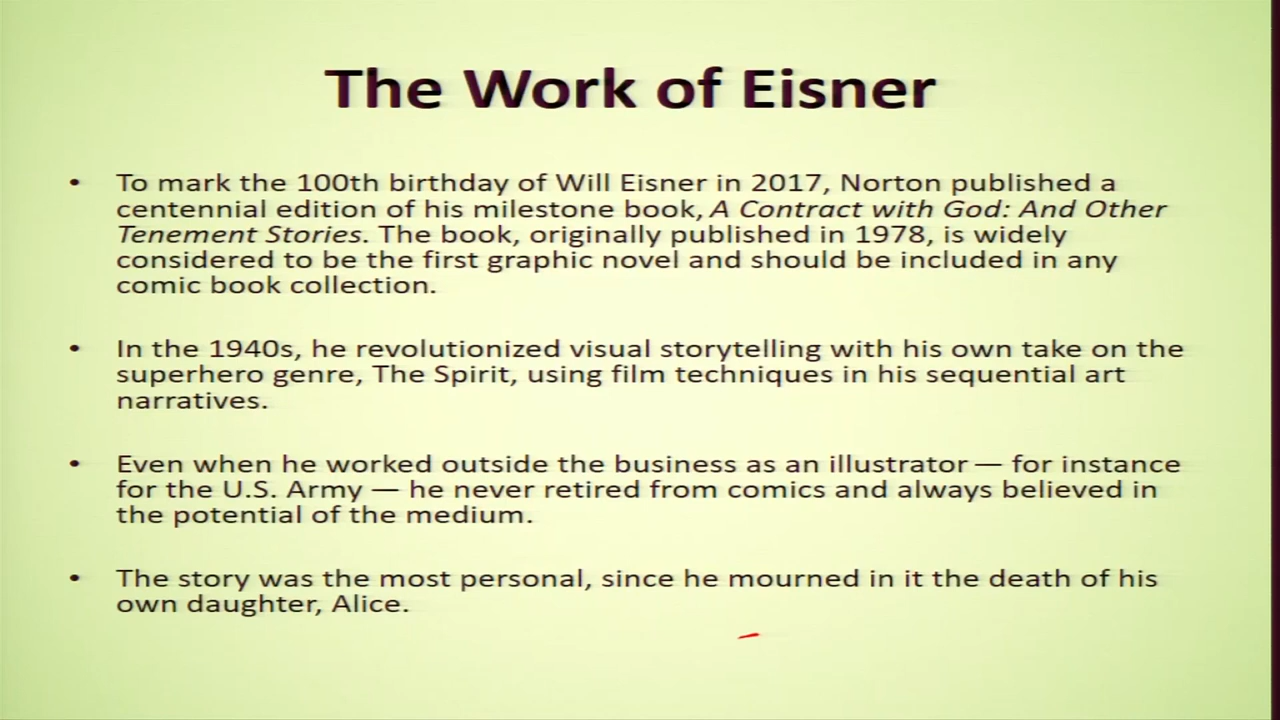 The Work of Eisner
• To mark the 100th birthday of Will Eisner in 2017, Norton published a
centennial edition of his milestone book, A Contract with God: And Other
Tenement Stories. The book, originally published in 1978, is widely
considered to be the first graphic novel and should be included in any
comic book collection.
• In the 1940s, he revolutionized visual storytelling with his own take on the
superhero genre, The Spirit, using film techniques in his sequential art
narratives.
• Even when he worked outside the business as an illustrator — for instance
for the U.S. Army — he never retired from comics and always believed in
the potential of the medium.
• The story was the most personal, since he mourned in it the death of his
own daughter, Alice.